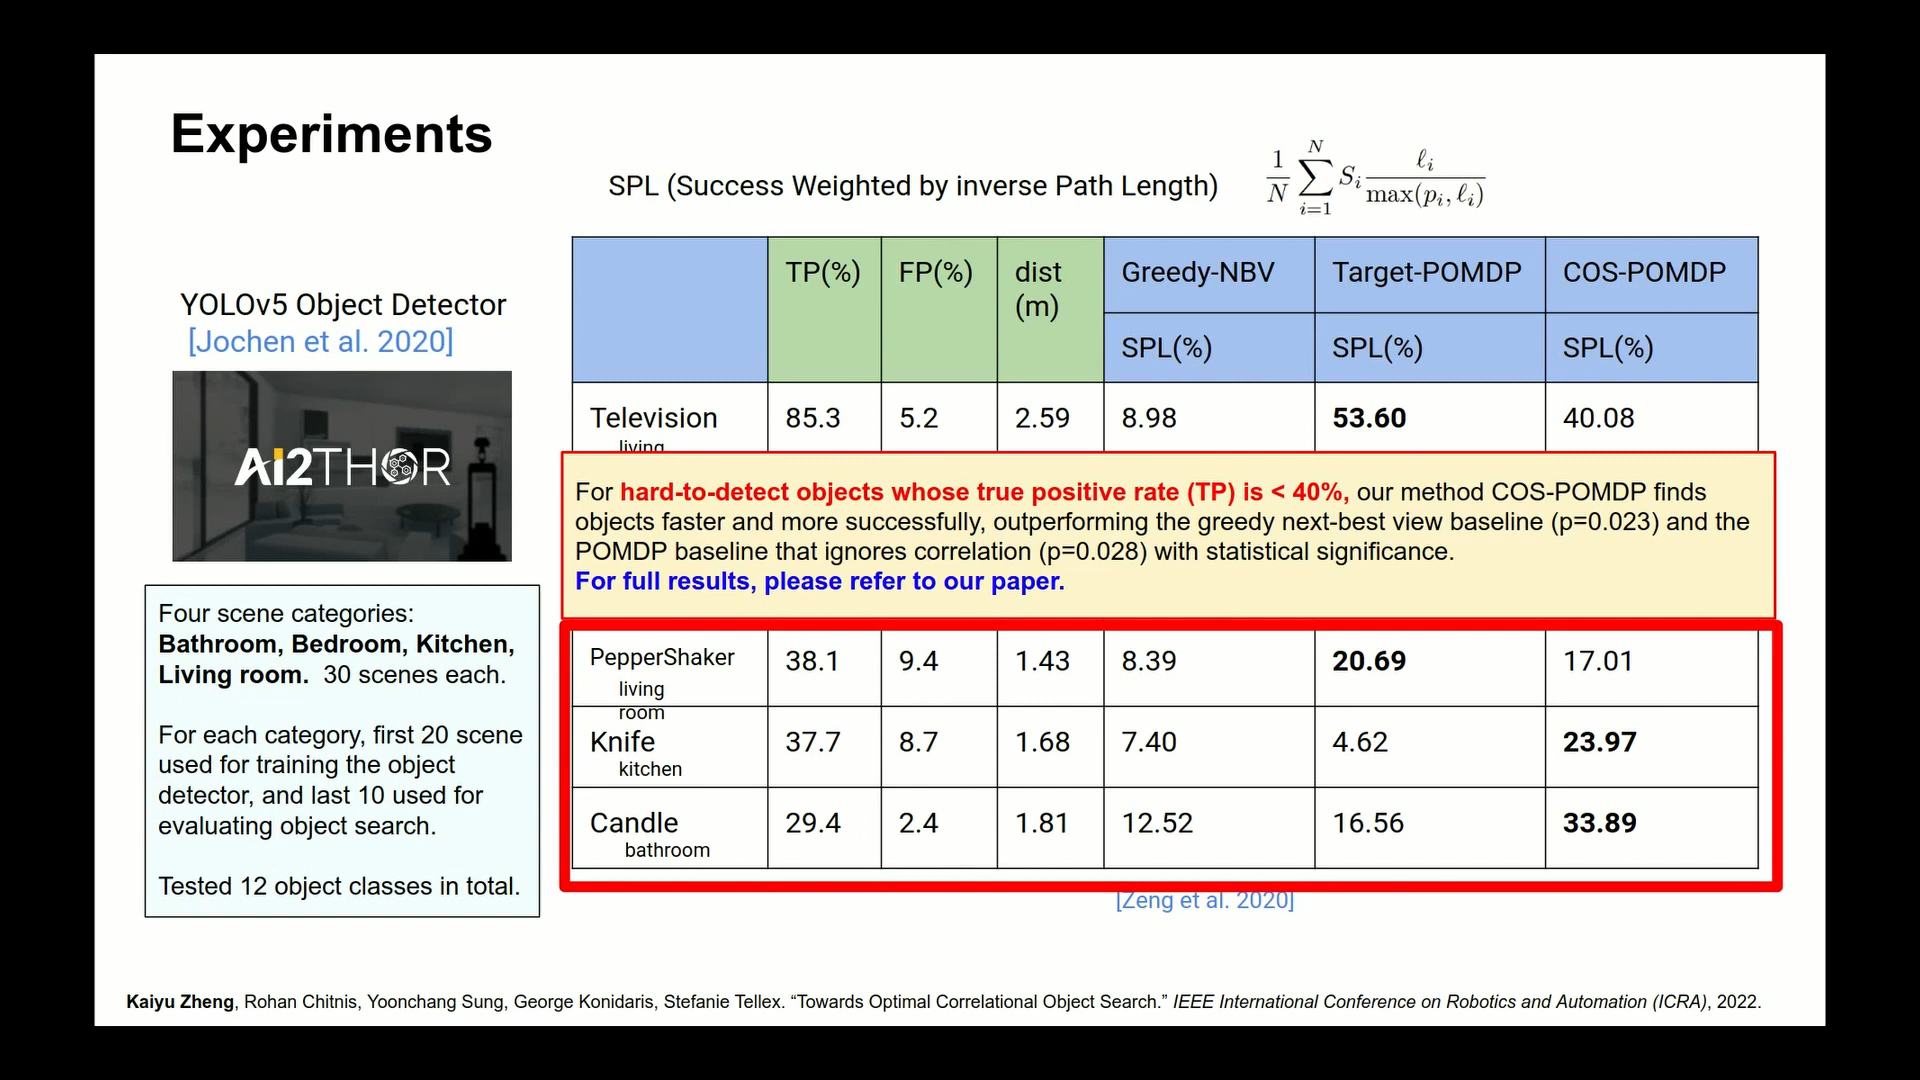 Experiments
SPL (Success Weighted by inverse Path Length)
\frac{1}{N} \sum_{i=1}^{N} S_i \frac{\ell_i}{\max(p_i, \ell_i)}
YOLOv5 Object Detector
[Jochen et al. 2020]
AI2THOR
Four scene categories:
Bathroom, Bedroom, Kitchen,
Living room. 30 scenes each.
For each category, first 20 scene
used for training the object
detector, and last 10 used for
evaluating object search.
Tested 12 object classes in total.
TP(%) FP(%) dist (m) Greedy-NBV Target-POMDP COS-POMDP
SPL(%) SPL(%) SPL(%)
Television 85.3 5.2 2.59 8.98 53.60 40.08
living
For hard-to-detect objects whose true positive rate (TP) is < 40%, our method COS-POMDP finds
objects faster and more successfully, outperforming the greedy next-best view baseline (p=0.023) and the
POMDP baseline that ignores correlation (p=0.028) with statistical significance.
For full results, please refer to our paper.
PepperShaker 38.1 9.4 1.43 8.39 20.69 17.01
living
room
Knife 37.7 8.7 1.68 7.40 4.62 23.97
kitchen
Candle 29.4 2.4 1.81 12.52 16.56 33.89
bathroom
[Zeng et al. 2020]
Kaiyu Zheng, Rohan Chitnis, Yoonchang Sung, George Konidaris, Stefanie Tellex. “Towards Optimal Correlational Object Search.” IEEE International Conference on Robotics and Automation (ICRA), 2022.